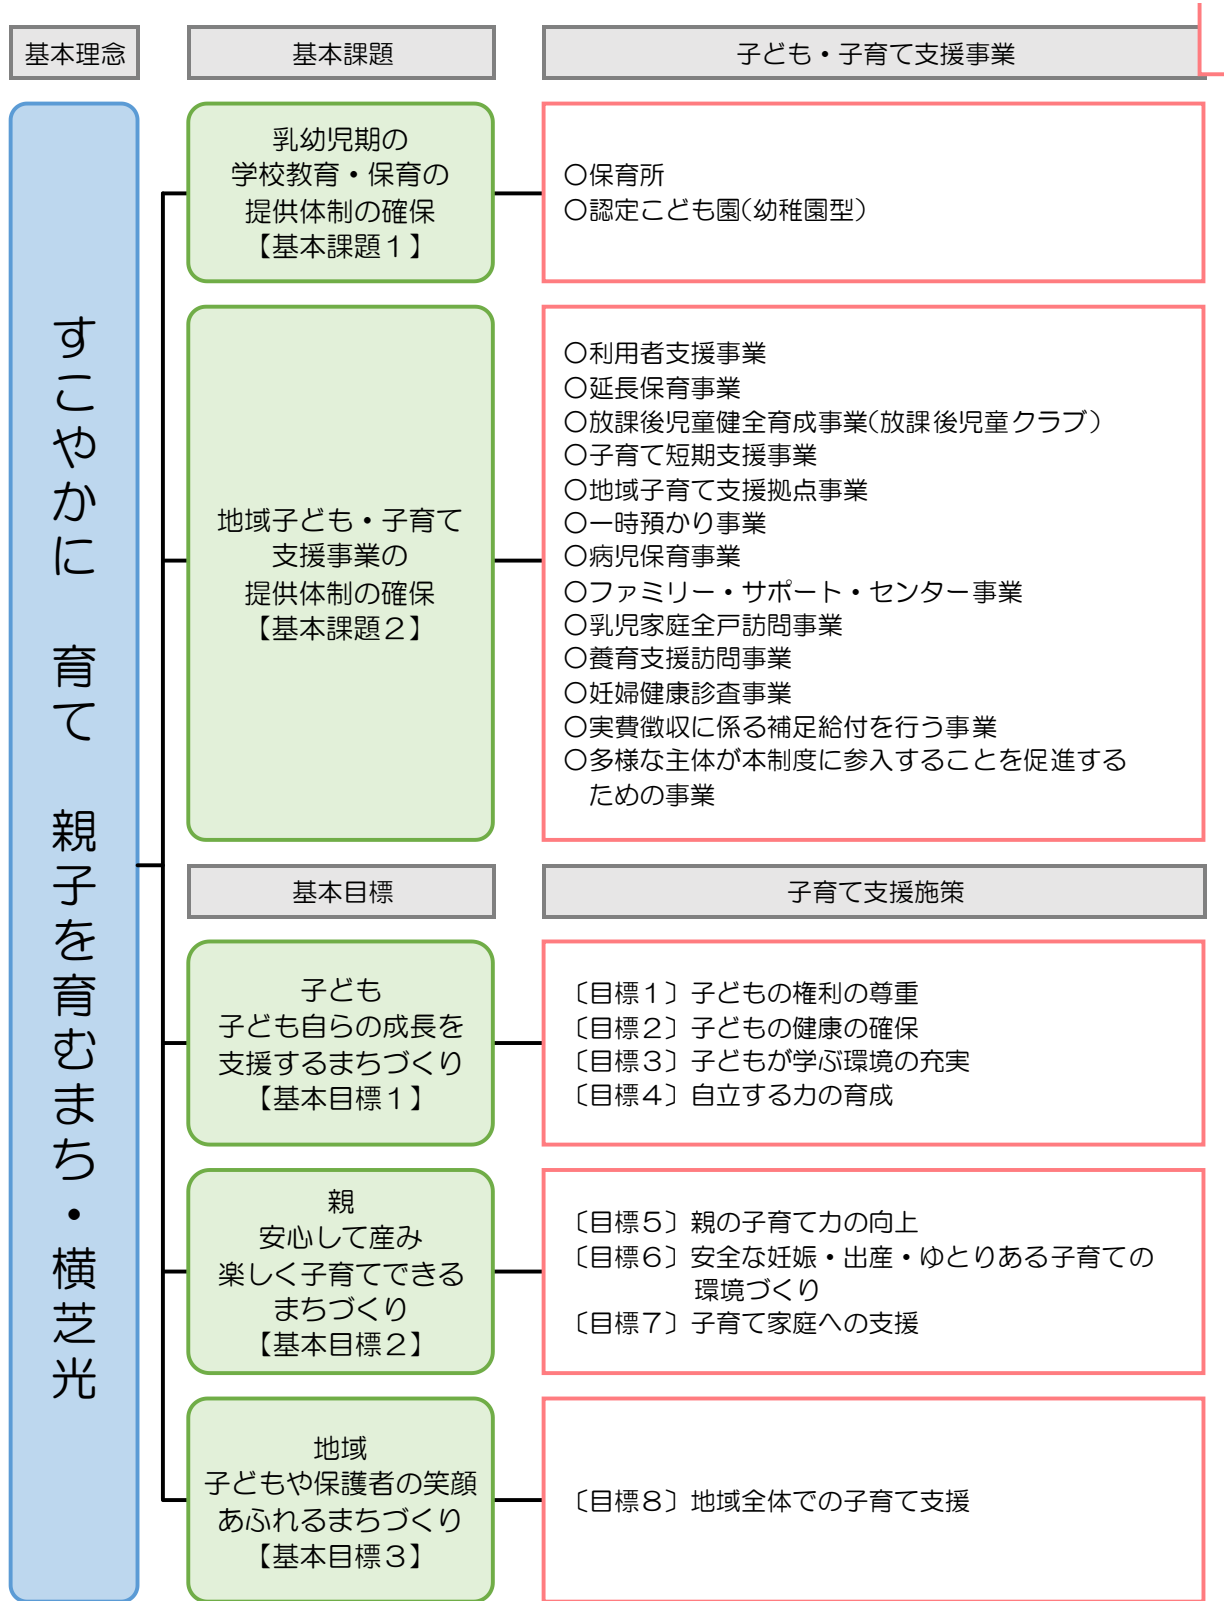 基本理念
基本課題
子ども・子育て支援事業
すこやかに　育て　親子を育むまち・横芝光
乳幼児期の
学校教育・保育の
提供体制の確保
【基本課題１】
〇保育所
〇認定こども園(幼稚園型)
地域子ども・子育て
支援事業の
提供体制の確保
【基本課題２】
〇利用者支援事業
〇延長保育事業
〇放課後児童健全育成事業(放課後児童クラブ)
〇子育て短期支援事業
〇地域子育て支援拠点事業
〇一時預かり事業
〇病児保育事業
〇ファミリー・サポート・センター事業
〇乳児家庭全戸訪問事業
〇養育支援訪問事業
〇妊婦健康診査事業
〇実費徴収に係る補足給付を行う事業
〇多様な主体が本制度に参入することを促進する
ための事業
基本目標
子育て支援施策
子ども
子ども自らの成長を
支援するまちづくり
【基本目標１】
〔目標１〕子どもの権利の尊重
〔目標２〕子どもの健康の確保
〔目標３〕子どもが学ぶ環境の充実
〔目標４〕自立する力の育成
親
安心して産み
楽しく子育てできる
まちづくり
【基本目標２】
〔目標５〕親の子育て力の向上
〔目標６〕安全な妊娠・出産・ゆとりある子育ての
環境づくり
〔目標７〕子育て家庭への支援
地域
子どもや保護者の笑顔
あふれるまちづくり
【基本目標３】
〔目標８〕地域全体での子育て支援